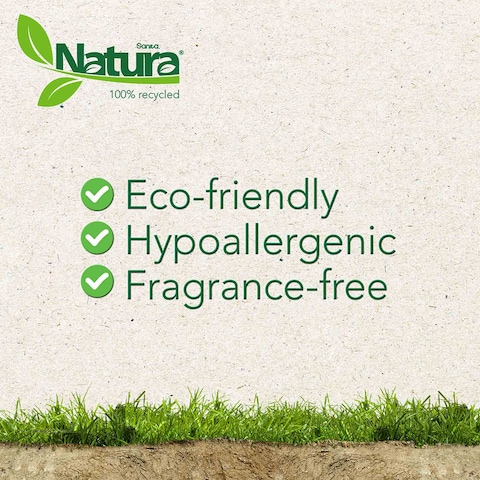 Sanita
Natura®
100% recycled
Eco-friendly
Hypoallergenic
Fragrance-free